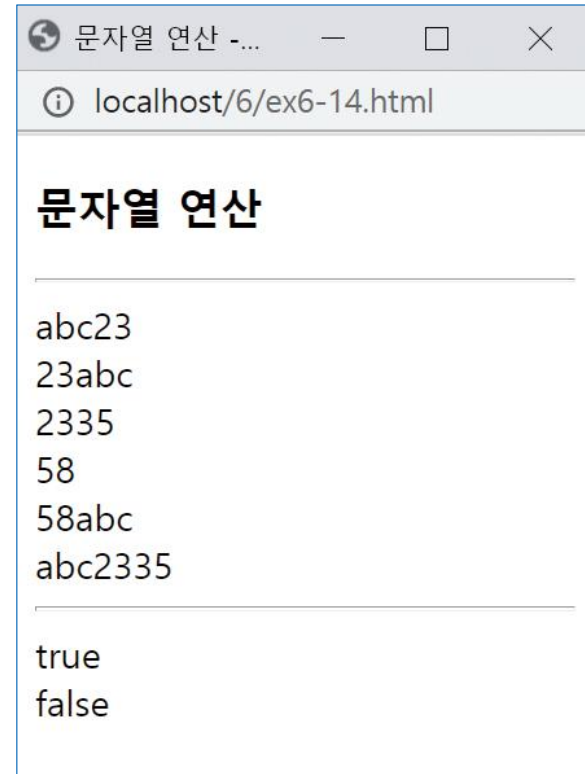 문자열 연산 -...
localhost/6/ex6-14.html
문자열 연산
abc23
23abc
2335
58
58abc
abc2335
true
false